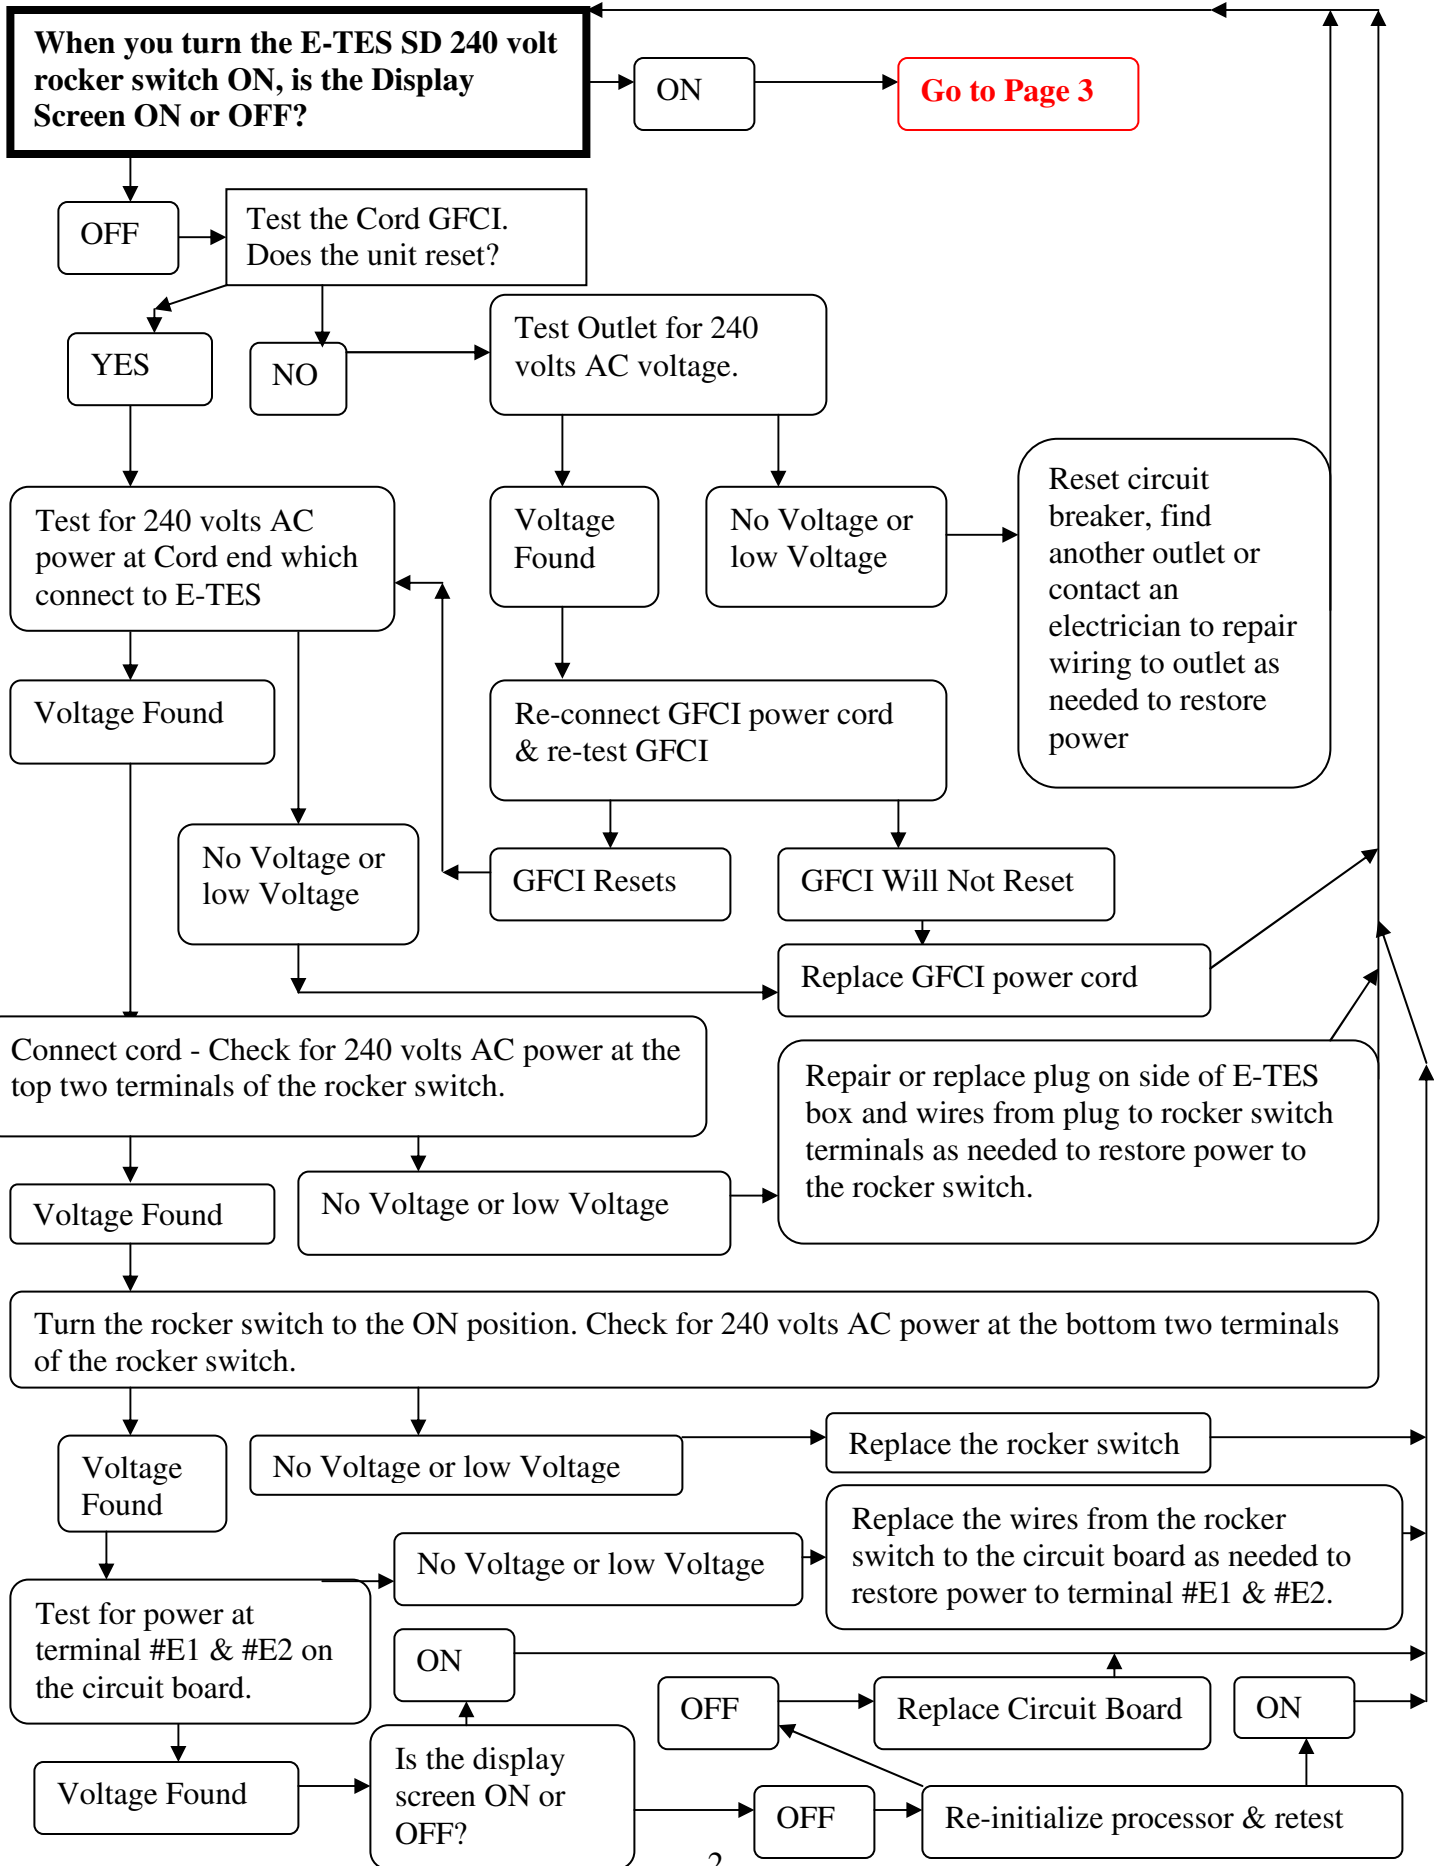 When you turn the E-TES SD 240 volt
rocker switch ON, is the Display
Screen ON or OFF?
ON
Go to Page 3
OFF
Test the Cord GFCI.
Does the unit reset?
YES
NO
Test Outlet for 240
volts AC voltage.
Test for 240 volts AC
power at Cord end which
connect to E-TES
Voltage
Found
No Voltage or
low Voltage
Reset circuit
breaker, find
another outlet or
contact an
electrician to repair
wiring to outlet as
needed to restore
power
Voltage Found
Re-connect GFCI power cord
& re-test GFCI
No Voltage or
low Voltage
GFCI Resets
GFCI Will Not Reset
Replace GFCI power cord
Connect cord - Check for 240 volts AC power at the
top two terminals of the rocker switch.
Repair or replace plug on side of E-TES
box and wires from plug to rocker switch
terminals as needed to restore power to
the rocker switch.
Voltage Found
No Voltage or low Voltage
Turn the rocker switch to the ON position. Check for 240 volts AC power at the bottom two terminals
of the rocker switch.
Voltage
Found
No Voltage or low Voltage
Replace the rocker switch
No Voltage or low Voltage
Replace the wires from the rocker
switch to the circuit board as needed to
restore power to terminal #E1 & #E2.
Test for power at
terminal #E1 & #E2 on
the circuit board.
ON
OFF
Replace Circuit Board
ON
Voltage Found
Is the display
screen ON or
OFF?
OFF
Re-initialize processor & retest
2